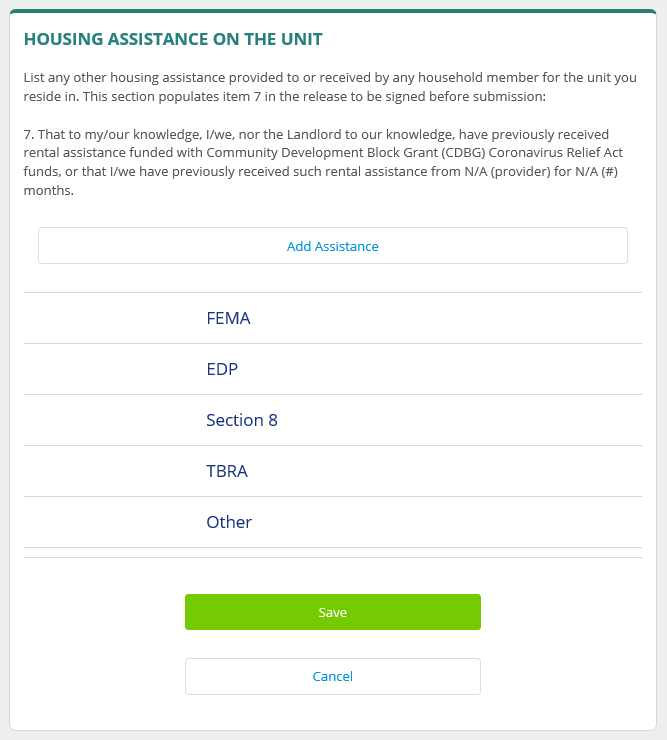 HOUSING ASSISTANCE ON THE UNIT
List any other housing assistance provided to or received by any household member for the unit you
reside in. This section populates item 7 in the release to be signed before submission:
7. That to my/our knowledge, I/we, nor the Landlord to our knowledge, have previously received
rental assistance funded with Community Development Block Grant (CDBG) Coronavirus Relief Act
funds, or that I/we have previously received such rental assistance from N/A (provider) for N/A (#)
months.
Add Assistance
FEMA
EDP
Section 8
TBRA
Other
Save
Cancel